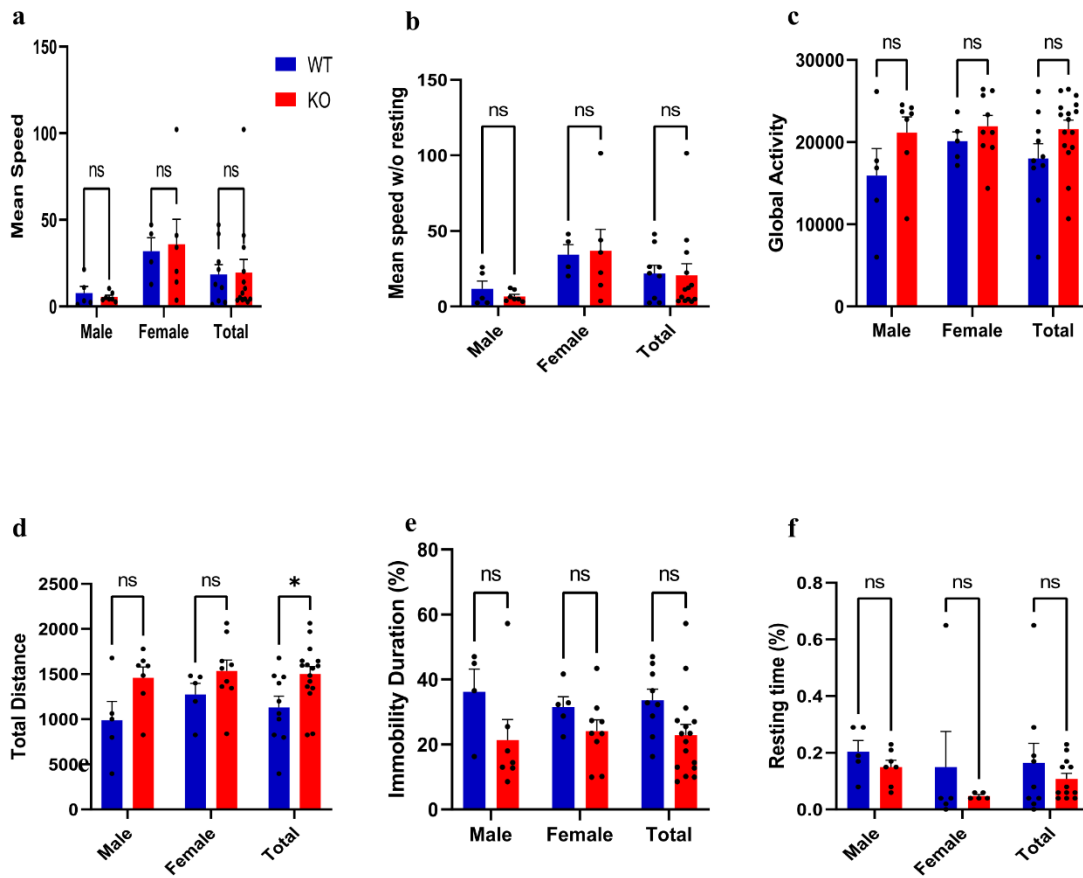 a
Mean Speed
150
100
50
0
ns
ns
ns
Male
Female
Total
WT
KO
b
Mean speed w/o resting
150
100
50
0
ns
ns
ns
Male
Female
Total
c
Global Activity
30000
20000
10000
0
ns
ns
ns
Male
Female
Total
d
Total Distance
2500
2000
1500
1000
500
0
ns
ns
*
Male
Female
Total
e
Immobility Duration (%)
80
60
40
20
0
ns
ns
ns
Male
Female
Total
f
Resting time (%)
0.8
0.6
0.4
0.2
0.0
ns
ns
ns
Male
Female
Total